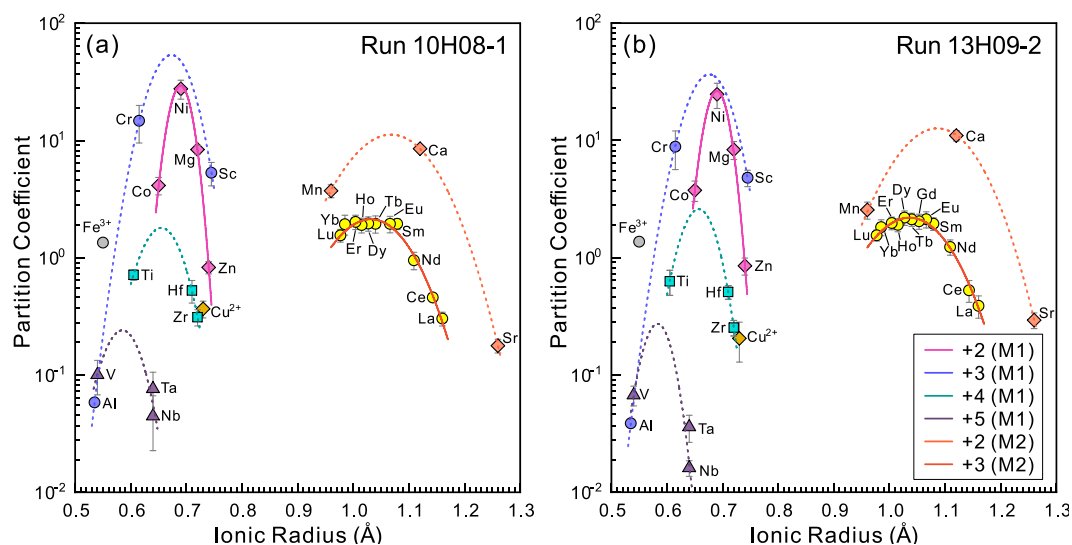 (a)
Run 10H08-1
Partition Coefficient
10²
10¹
10⁰
10⁻¹
10⁻²
Cr
Ni
Mg
Sc
Co
Fe³⁺
Zn
Ti
Hf
Zr
Cu²⁺
V
Al
Ta
Nb
Ca
Mn
Ho
Tb
Yb
Eu
Lu
Er
Dy
Sm
Nd
Ce
La
Sr
0.5 0.6 0.7 0.8 0.9 1.0 1.1 1.2 1.3
Ionic Radius (Å)
(b)
Run 13H09-2
Partition Coefficient
10²
10¹
10⁰
10⁻¹
10⁻²
Cr
Ni
Mg
Sc
Co
Fe³⁺
Zn
Ti
Hf
Zr
Cu²⁺
V
Al
Ta
Nb
Ca
Mn
Dy
Gd
Er
Eu
Lu
Yb
Ho
Tb
Sm
Nd
Ce
La
Sr
+2 (M1)
+3 (M1)
+4 (M1)
+5 (M1)
+2 (M2)
+3 (M2)
0.5 0.6 0.7 0.8 0.9 1.0 1.1 1.2 1.3
Ionic Radius (Å)